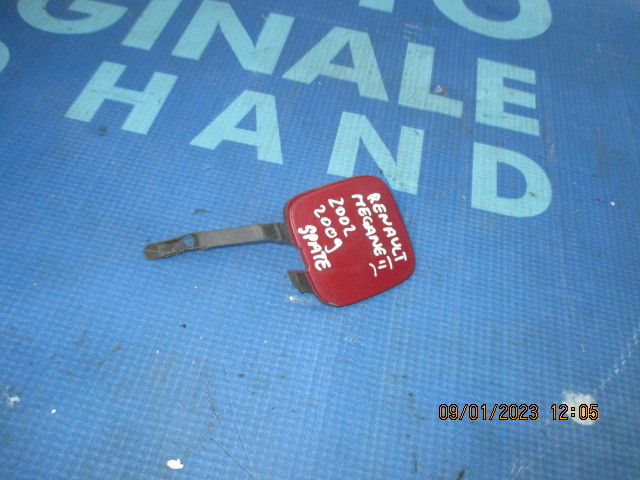 GINALE
HAND
RENAULT
MEGANE II
2002
2009
SPATE
09/01/2023 12:05